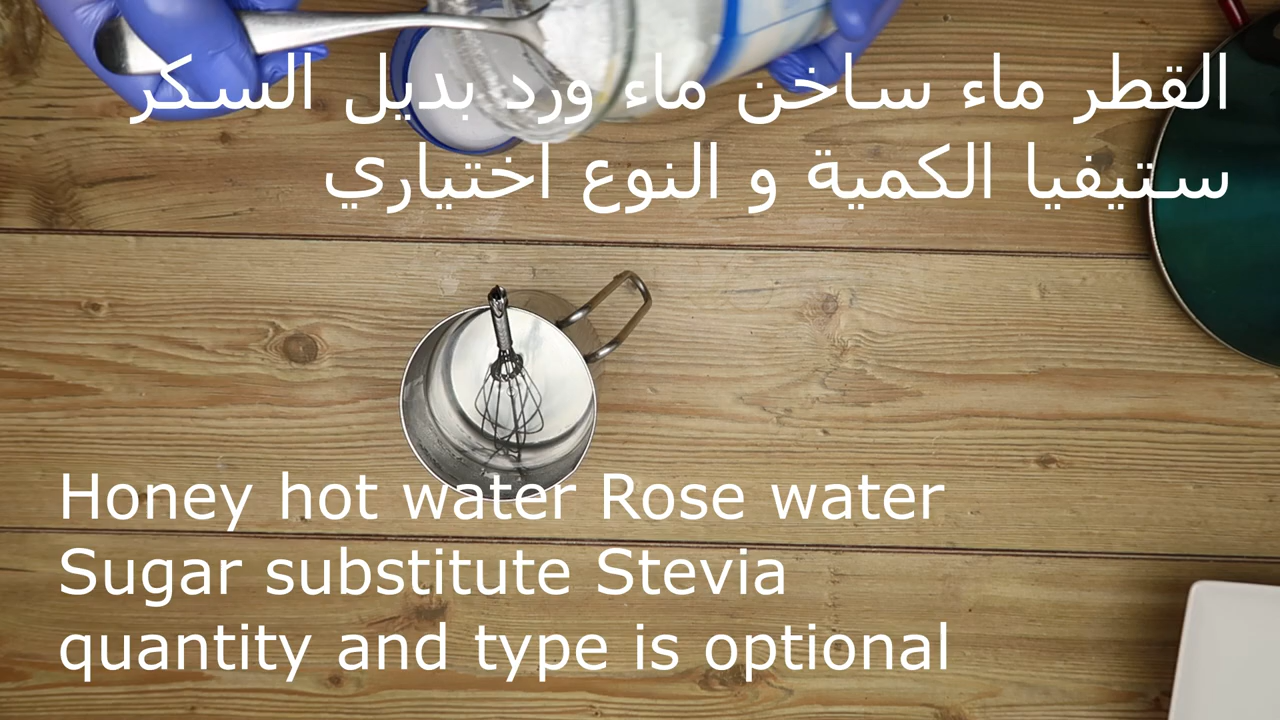 القطر ماء ساخن ماء ورد بديل السكر
ستيفيا الكمية و النوع اختياري
Honey hot water Rose water
Sugar substitute Stevia
quantity and type is optional